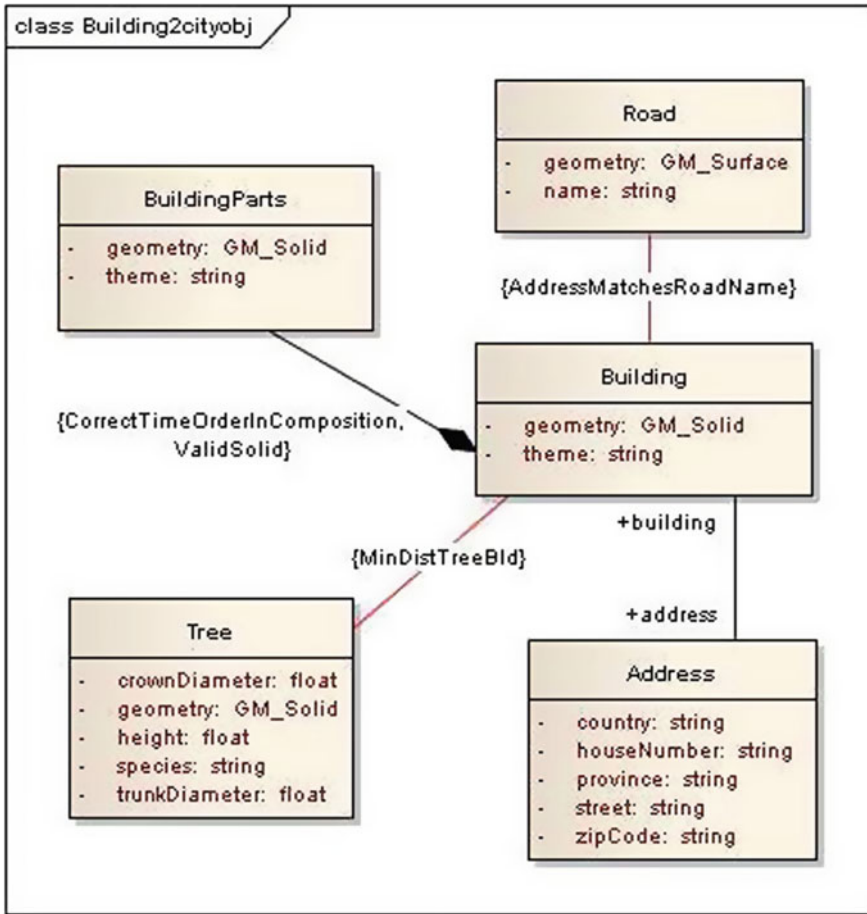 class Building2cityobj
Road
- geometry: GM_Surface
- name: string
BuildingParts
- geometry: GM_Solid
- theme: string
{AddressMatchesRoadName}
Building
- geometry: GM_Solid
- theme: string
{CorrectTimeOrderInComposition,
ValidSolid}
+building
{MinDistTreeBld}
+address
Tree
- crownDiameter: float
- geometry: GM_Solid
- height: float
- species: string
- trunkDiameter: float
Address
- country: string
- houseNumber: string
- province: string
- street: string
- zipCode: string